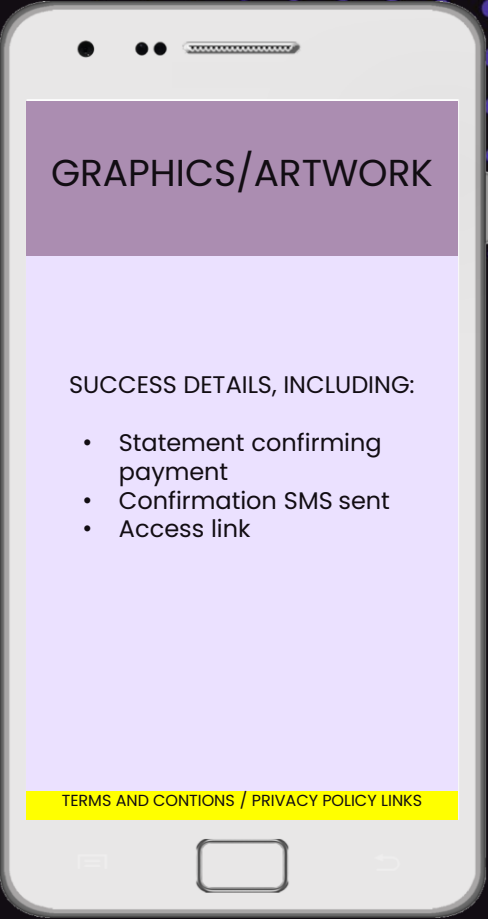 GRAPHICS/ARTWORK
SUCCESS DETAILS, INCLUDING:
• Statement confirming
payment
• Confirmation SMS sent
• Access link
TERMS AND CONTIONS / PRIVACY POLICY LINKS